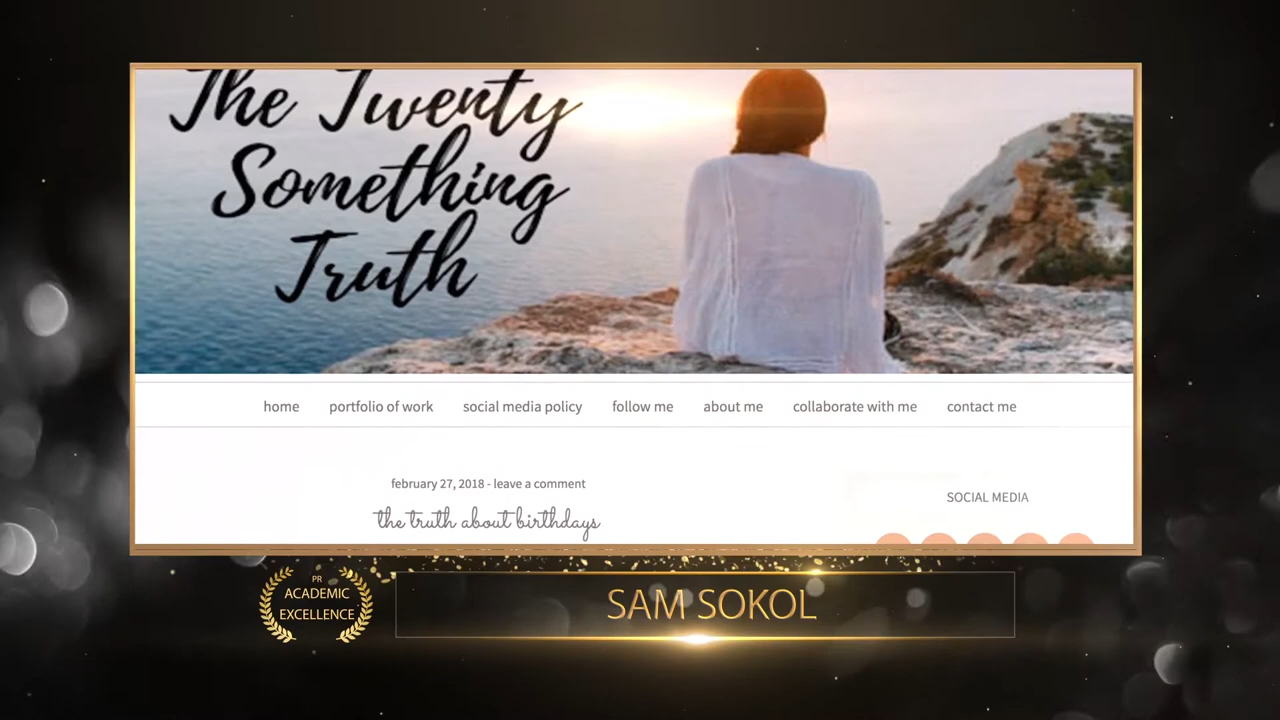 The Twenty
Something
Truth
home portfolio of work social media policy follow me about me collaborate with me contact me
february 27, 2018 - leave a comment
SOCIAL MEDIA
the truth about birthdays
PR
ACADEMIC
EXCELLENCE
SAM SOKOL